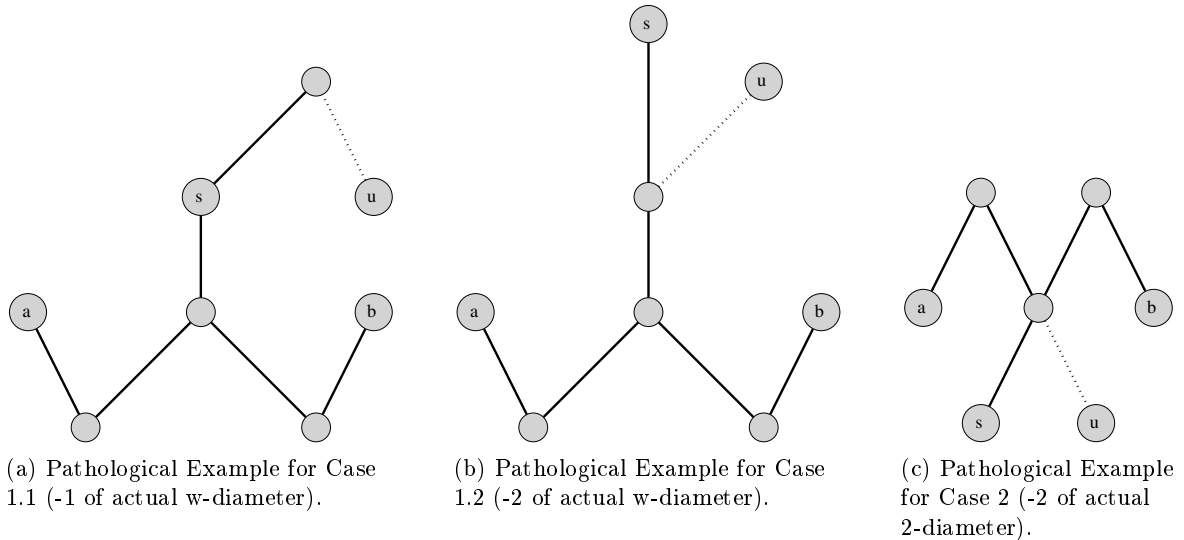 s
u
s
u
a
b
a
b
a
b
s
u
(a) Pathological Example for Case
1.1 (-1 of actual w-diameter).
(b) Pathological Example for Case
1.2 (-2 of actual w-diameter).
(c) Pathological Example
for Case 2 (-2 of actual
2-diameter).